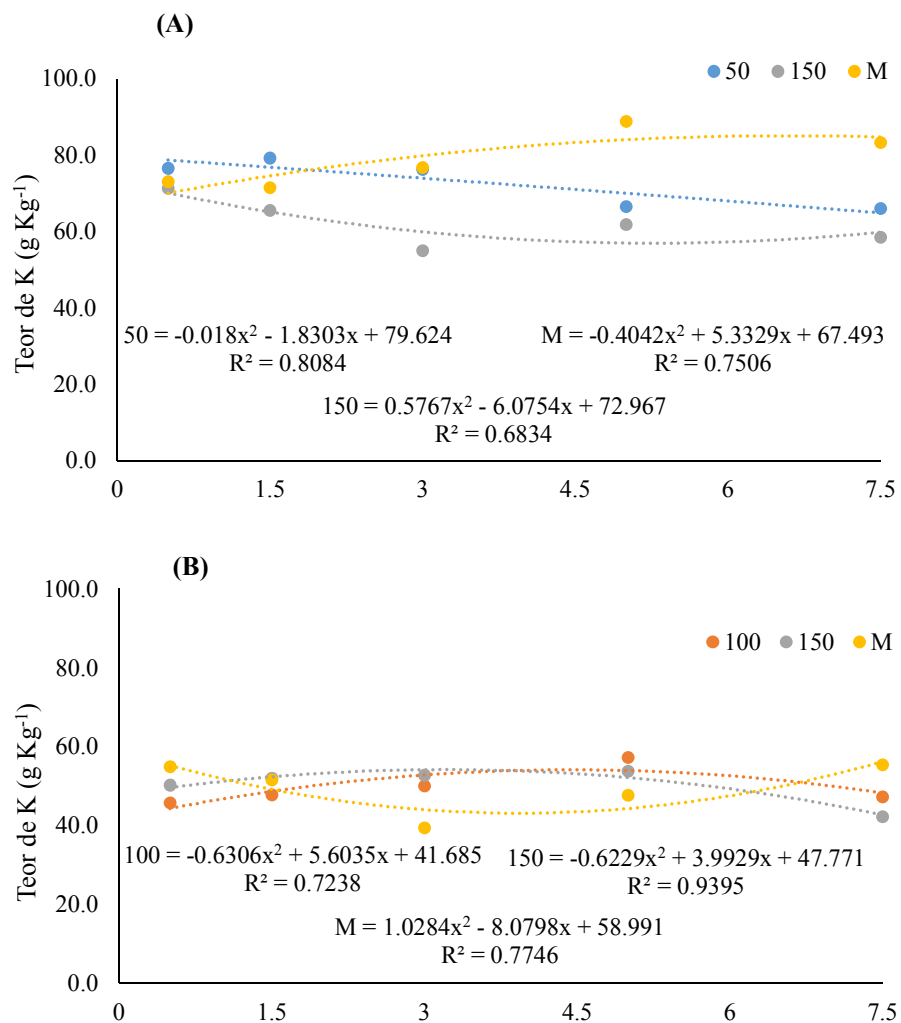 (A)
50 150 M
100.0
80.0
60.0
40.0
20.0
0.0
Teor de K (g Kg-1)
50 = -0.018x2 - 1.8303x + 79.624
R² = 0.8084
M = -0.4042x2 + 5.3329x + 67.493
R² = 0.7506
150 = 0.5767x2 - 6.0754x + 72.967
R² = 0.6834
0 1.5 3 4.5 6 7.5
(B)
100 150 M
100.0
80.0
60.0
40.0
20.0
0.0
Teor de K (g Kg-1)
100 = -0.6306x2 + 5.6035x + 41.685
R² = 0.7238
150 = -0.6229x2 + 3.9929x + 47.771
R² = 0.9395
M = 1.0284x2 - 8.0798x + 58.991
R² = 0.7746
0 1.5 3 4.5 6 7.5